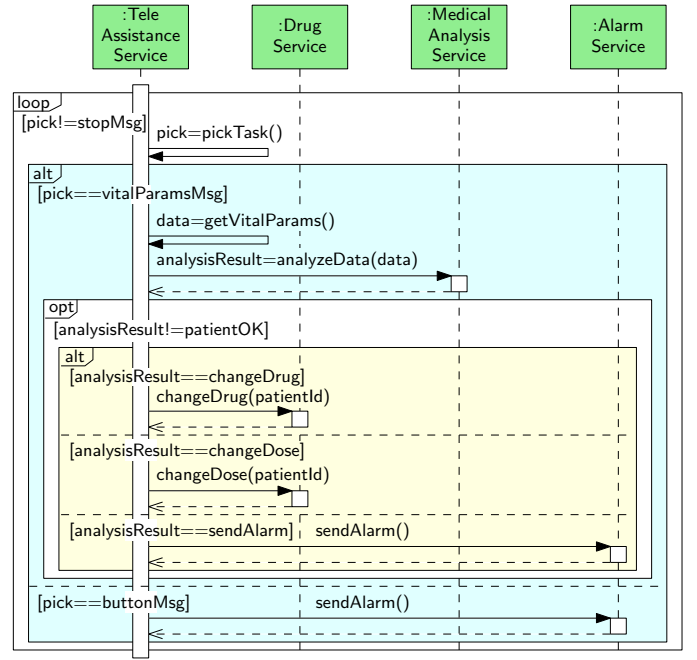 :Tele
Assistance
Service
:Drug
Service
:Medical
Analysis
Service
:Alarm
Service
loop
[pick!=stopMsg]
pick=pickTask()
alt
[pick==vitalParamsMsg]
data=getVitalParams()
analysisResult=analyzeData(data)
opt
[analysisResult!=patientOK]
alt
[analysisResult==changeDrug]
changeDrug(patientId)
[analysisResult==changeDose]
changeDose(patientId)
[analysisResult==sendAlarm] sendAlarm()
[pick==buttonMsg] sendAlarm()